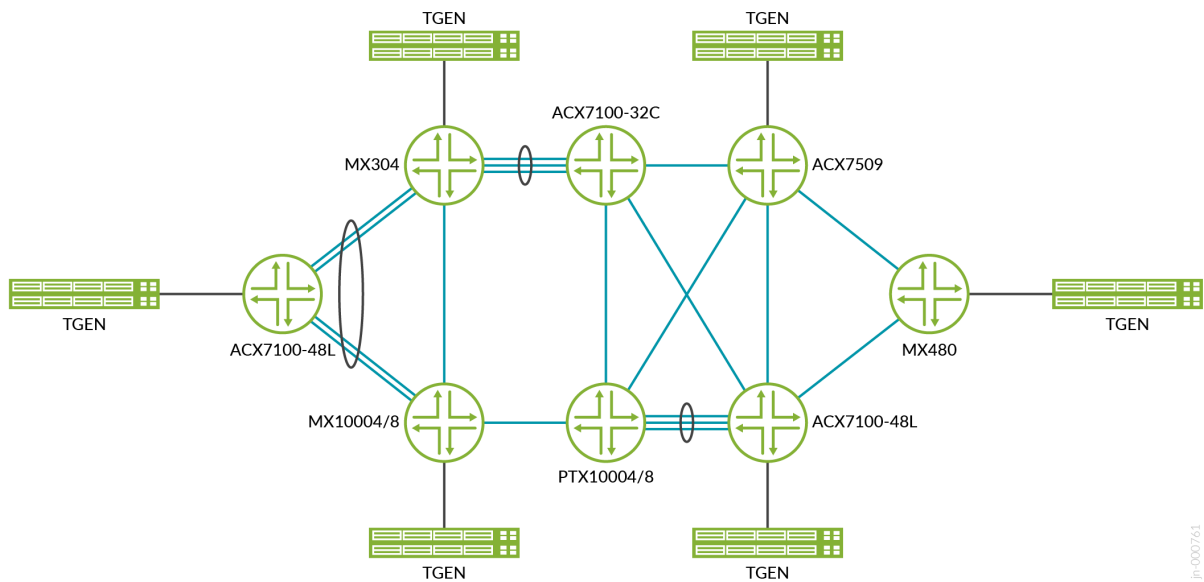 TGEN
TGEN
ACX7100-32C
MX304
ACX7509
TGEN
ACX7100-48L
MX480
TGEN
MX10004/8
ACX7100-48L
PTX10004/8
TGEN
TGEN
jn-000761